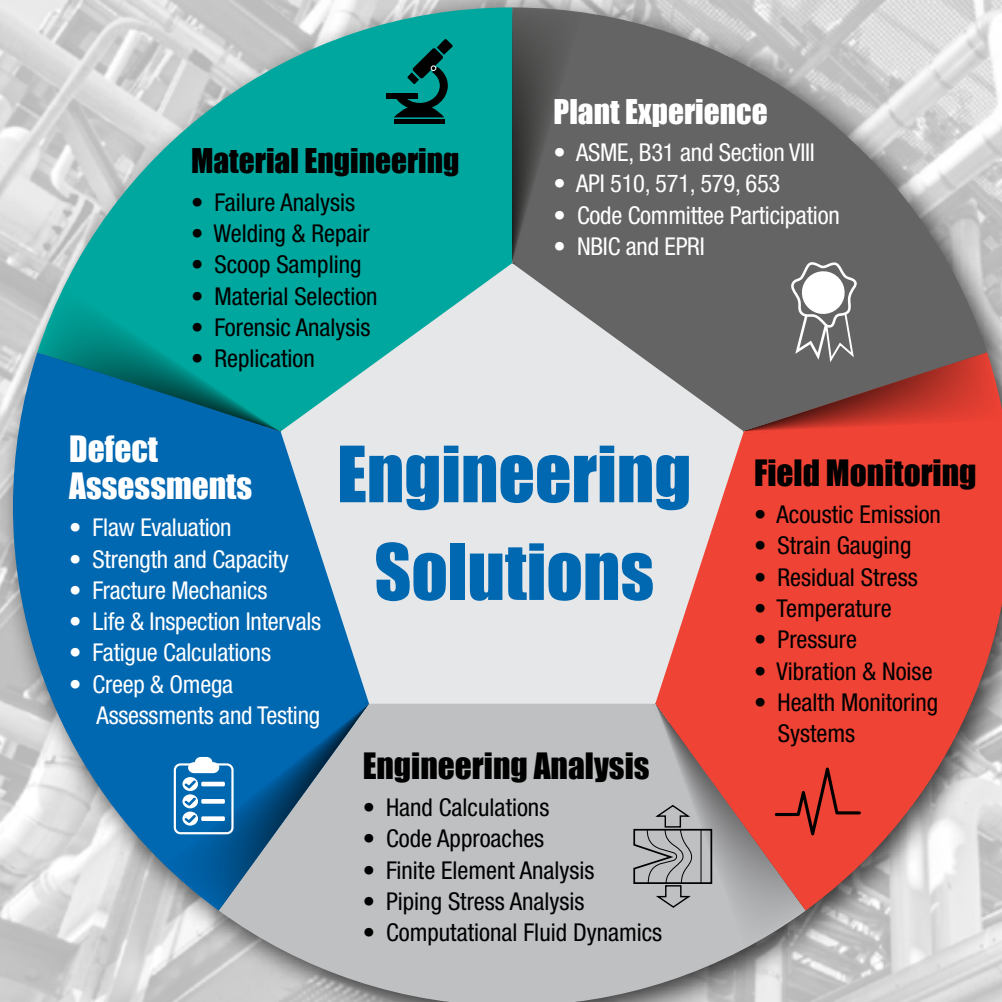 Material Engineering
• Failure Analysis
• Welding & Repair
• Scoop Sampling
• Material Selection
• Forensic Analysis
• Replication
Plant Experience
• ASME, B31 and Section VIII
• API 510, 571, 579, 653
• Code Committee Participation
• NBIC and EPRI
Defect
Assessments
• Flaw Evaluation
• Strength and Capacity
• Fracture Mechanics
• Life & Inspection Intervals
• Fatigue Calculations
• Creep & Omega
Assessments and Testing
Engineering
Solutions
Field Monitoring
• Acoustic Emission
• Strain Gauging
• Residual Stress
• Temperature
• Pressure
• Vibration & Noise
• Health Monitoring
Systems
Engineering Analysis
• Hand Calculations
• Code Approaches
• Finite Element Analysis
• Piping Stress Analysis
• Computational Fluid Dynamics